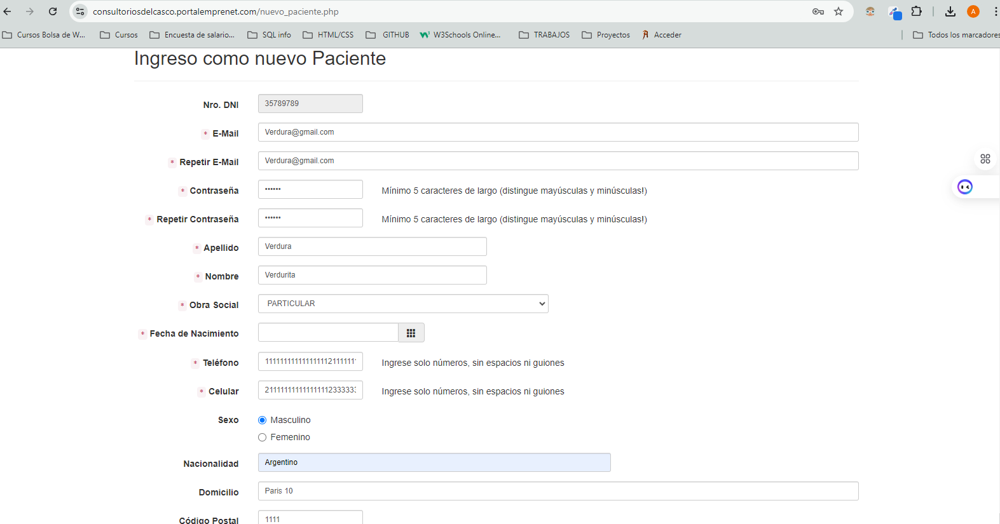 consultoriosdelcasco.portalemprenet.com/nuevo_paciente.php
A
Cursos Bolsa de W... Cursos Encuesta de salario... SQL info HTML/CSS GITHUB W3Schools Online... TRABAJOS Proyectos Acceder Todos los marcadores
Ingreso como nuevo Paciente
Nro. DNI 35789789
* E-Mail Verdura@gmail.com
* Repetir E-Mail Verdura@gmail.com
* Contraseña •••••• Mínimo 5 caracteres de largo (distingue mayúsculas y minúsculas!)
* Repetir Contraseña •••••• Mínimo 5 caracteres de largo (distingue mayúsculas y minúsculas!)
* Apellido Verdura
* Nombre Verdurita
* Obra Social PARTICULAR
* Fecha de Nacimiento
* Teléfono Ingrese solo números, sin espacios ni guiones
* Celular Ingrese solo números, sin espacios ni guiones
Sexo Masculino
Femenino
Nacionalidad Argentino
Domicilio Paris 10
Código Postal 1111